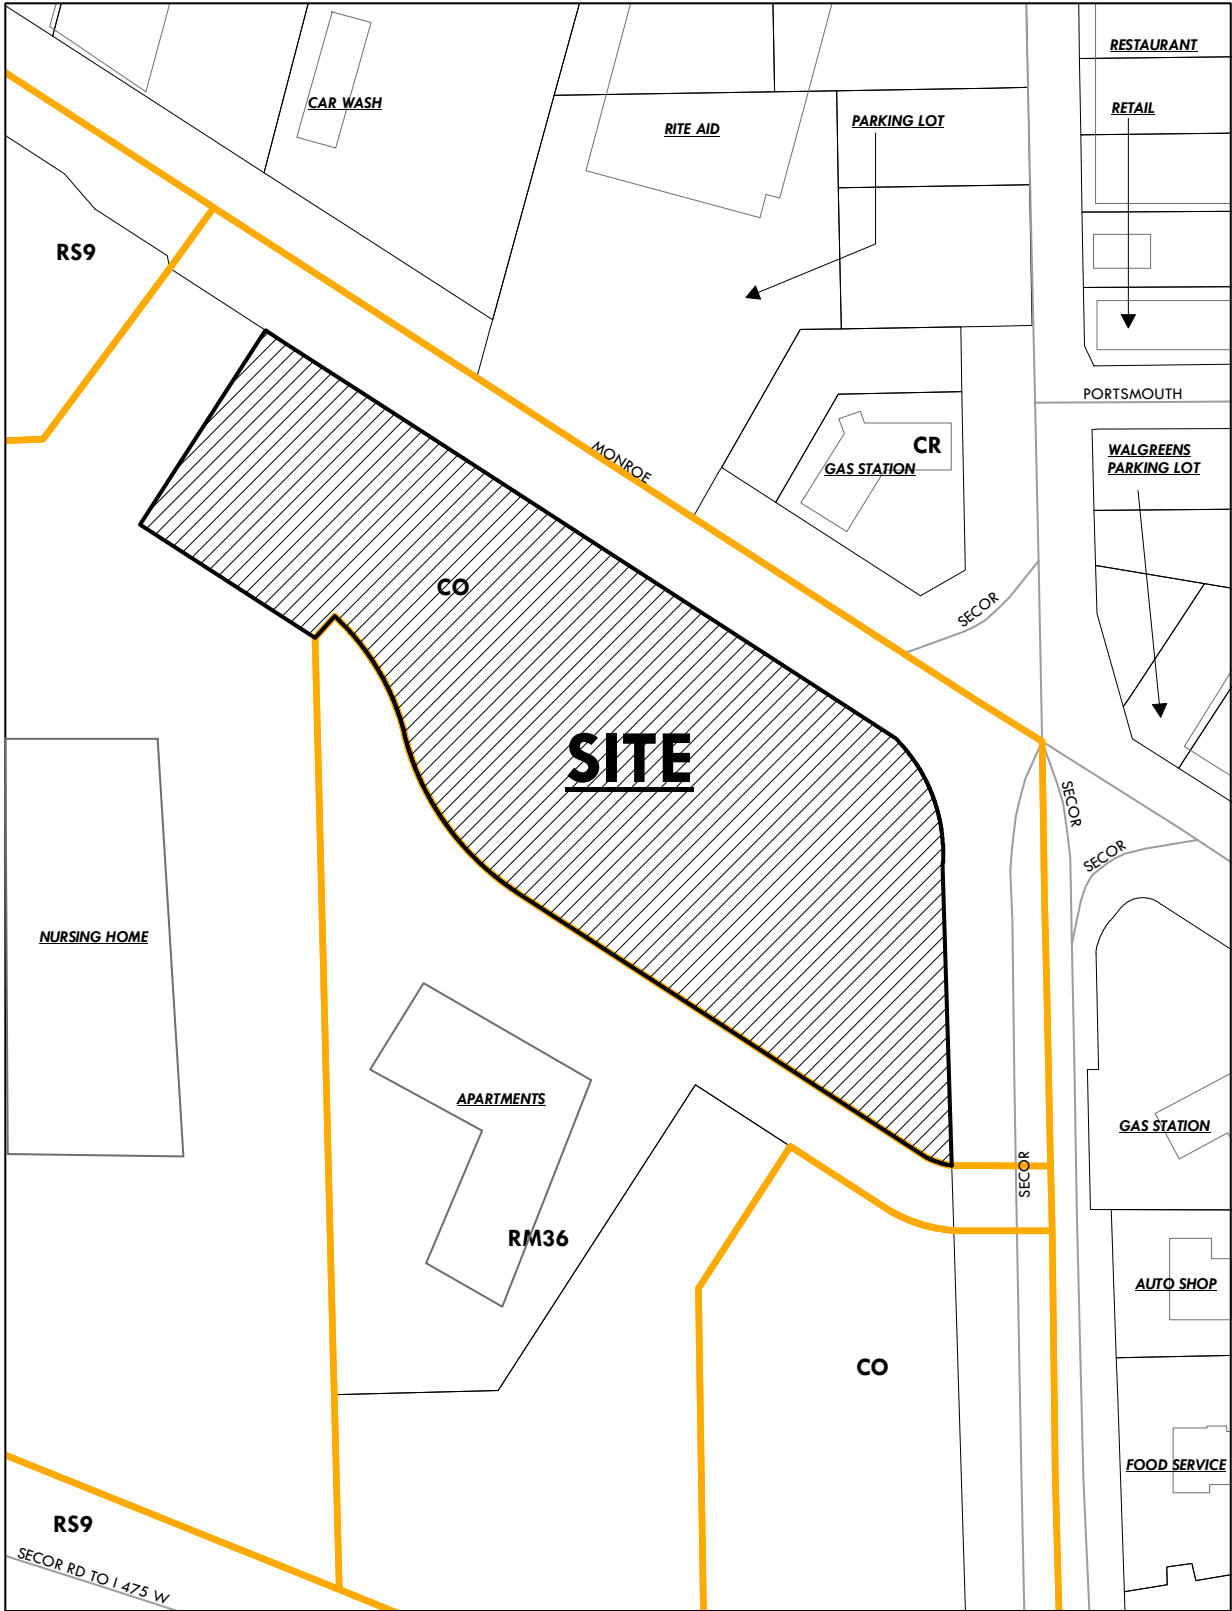 RESTAURANT
CAR WASH
RETAIL
RITE AID
PARKING LOT
RS9
PORTSMOUTH
MONROE
CR
GAS STATION
WALGREENS
PARKING LOT
CO
SECOR
SITE
SECOR
SECOR
NURSING HOME
APARTMENTS
GAS STATION
SECOR
RM36
AUTO SHOP
CO
FOOD SERVICE
RS9
SECOR RD TO I 475 W